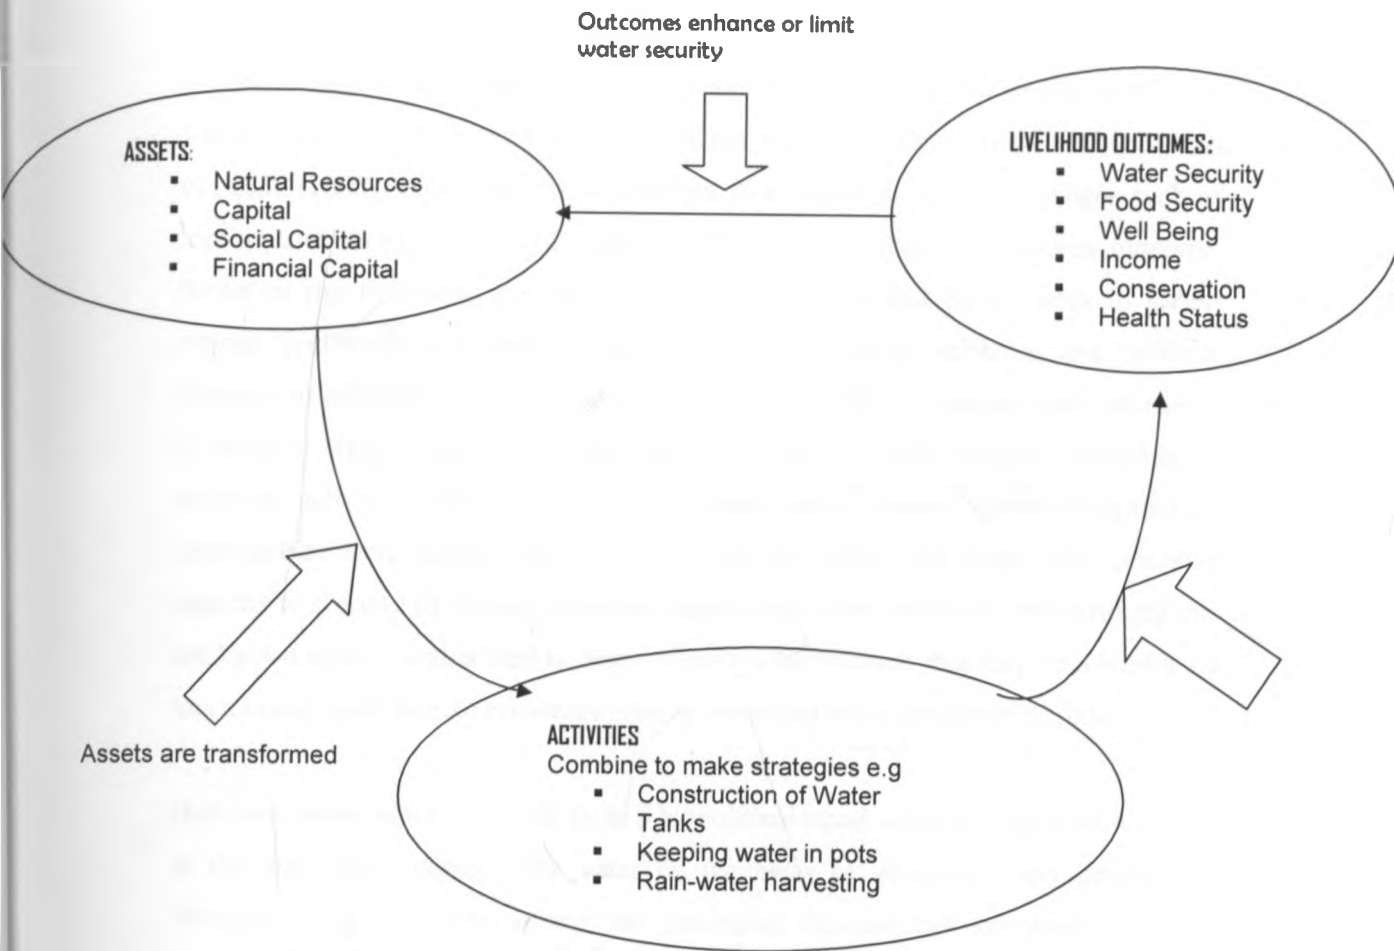 Outcomes enhance or limit
water security
ASSETS:
▪ Natural Resources
▪ Capital
▪ Social Capital
▪ Financial Capital
LIVELIHOOD OUTCOMES:
▪ Water Security
▪ Food Security
▪ Well Being
▪ Income
▪ Conservation
▪ Health Status
Assets are transformed
ACTIVITIES
Combine to make strategies e.g
▪ Construction of Water
▪ Tanks
▪ Keeping water in pots
▪ Rain-water harvesting